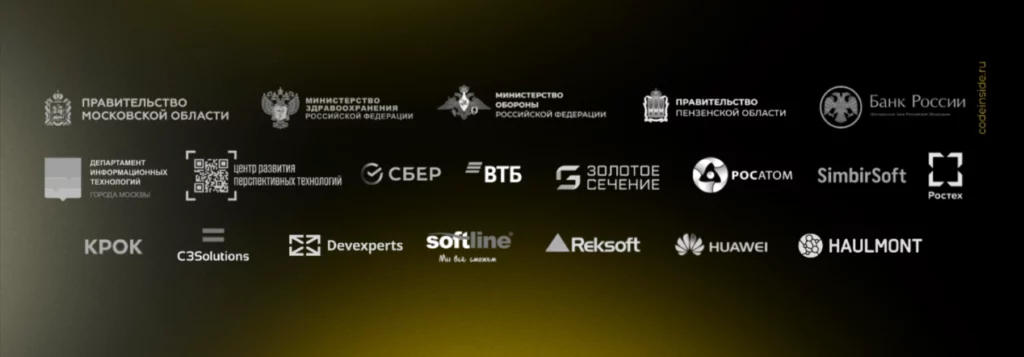 ПРАВИТЕЛЬСТВО
МОСКОВСКОЙ ОБЛАСТИ
МИНИСТЕРСТВО
ЗДРАВООХРАНЕНИЯ
РОССИЙСКОЙ ФЕДЕРАЦИИ
МИНИСТЕРСТВО
ОБОРОНЫ
РОССИЙСКОЙ ФЕДЕРАЦИИ
ПРАВИТЕЛЬСТВО
ПЕНЗЕНСКОЙ ОБЛАСТИ
Банк России
codeinside.ru
ДЕПАРТАМЕНТ
ИНФОРМАЦИОННЫХ
ТЕХНОЛОГИЙ
ГОРОДА МОСКВЫ
центр развития
перспективных технологий
СБЕР
ВТБ
ЗОЛОТОЕ
СЕЧЕНИЕ
РОСАТОМ
SimbirSoft
Ростех
КРОК
C3Solutions
Devexperts
softline®
Мы всё сможем
Reksoft
HUAWEI
HAULMONT